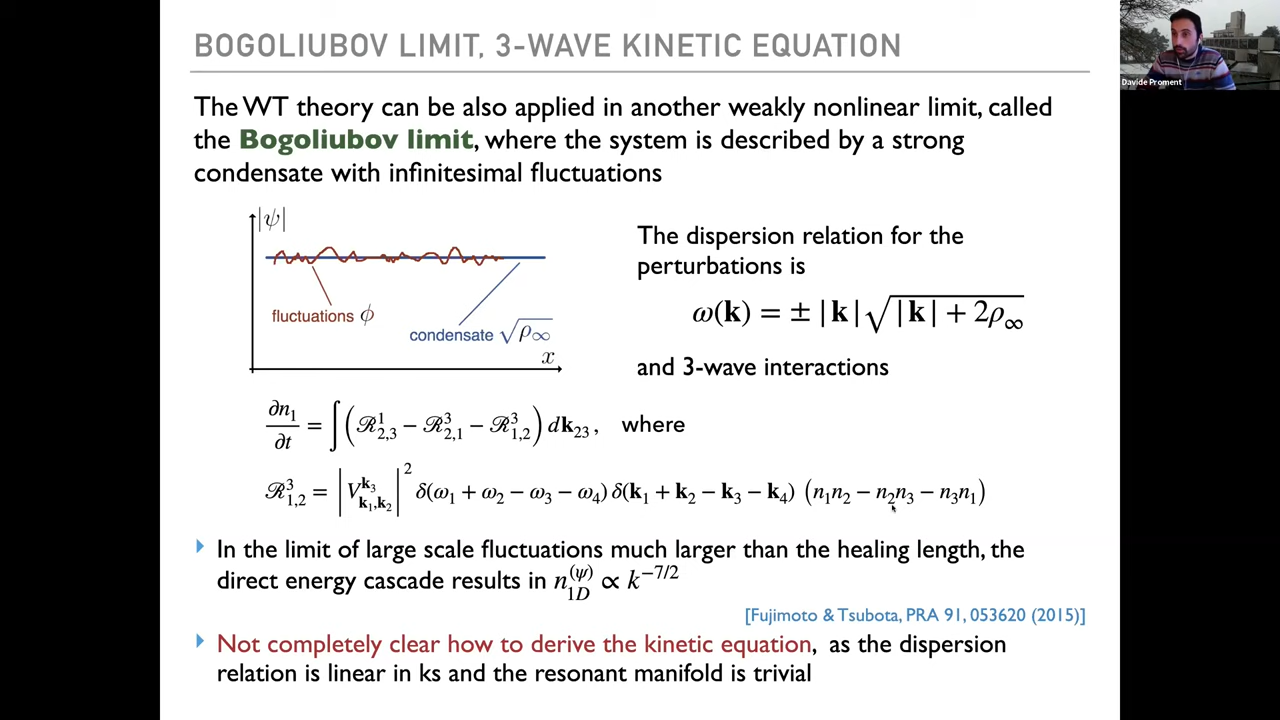 BOGOLIUBOV LIMIT, 3-WAVE KINETIC EQUATION
Davide Proment
The WT theory can be also applied in another weakly nonlinear limit, called
the Bogoliubov limit, where the system is described by a strong
condensate with infinitesimal fluctuations
|ψ|
fluctuations ϕ
condensate √ρ∞
x
The dispersion relation for the
perturbations is
ω(k) = ± |k|√(|k| + 2ρ∞)
and 3-wave interactions
∂n₁/∂t = ∫(ℛ¹₂,₃ − ℛ³₂,₁ − ℛ³₁,₂) dk₂₃ , where
ℛ³₁,₂ = |V^{k₃}_{k₁,k₂}|² δ(ω₁ + ω₂ − ω₃ − ω₄) δ(k₁ + k₂ − k₃ − k₄) (n₁n₂ − n₂n₃ − n₃n₁)
In the limit of large scale fluctuations much larger than the healing length, the
direct energy cascade results in n^{(ψ)}_{1D} ∝ k^{−7/2}
[Fujimoto & Tsubota, PRA 91, 053620 (2015)]
Not completely clear how to derive the kinetic equation, as the dispersion
relation is linear in ks and the resonant manifold is trivial